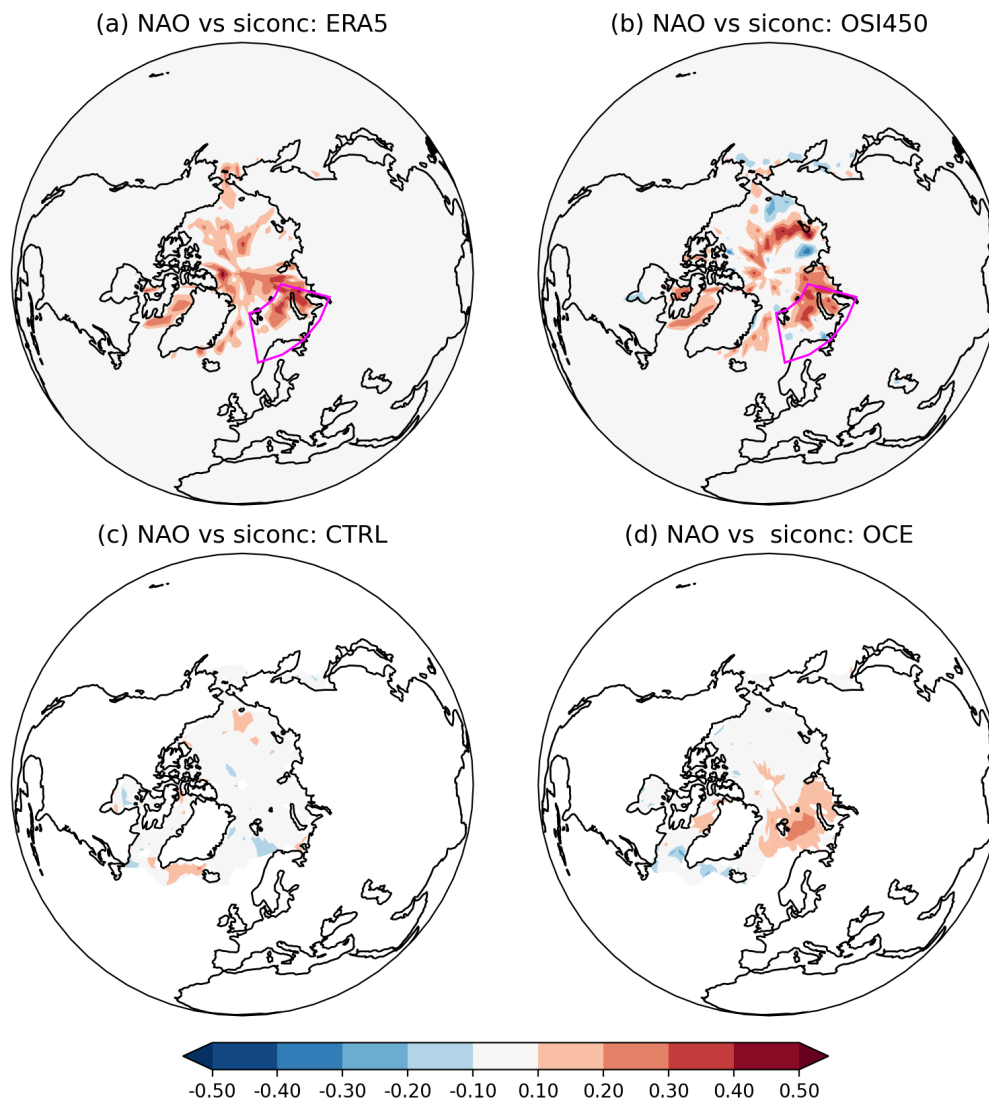 (a) NAO vs siconc: ERA5
(b) NAO vs siconc: OSI450
(c) NAO vs siconc: CTRL
(d) NAO vs  siconc: OCE
-0.50 -0.40 -0.30 -0.20 -0.10 0.10 0.20 0.30 0.40 0.50